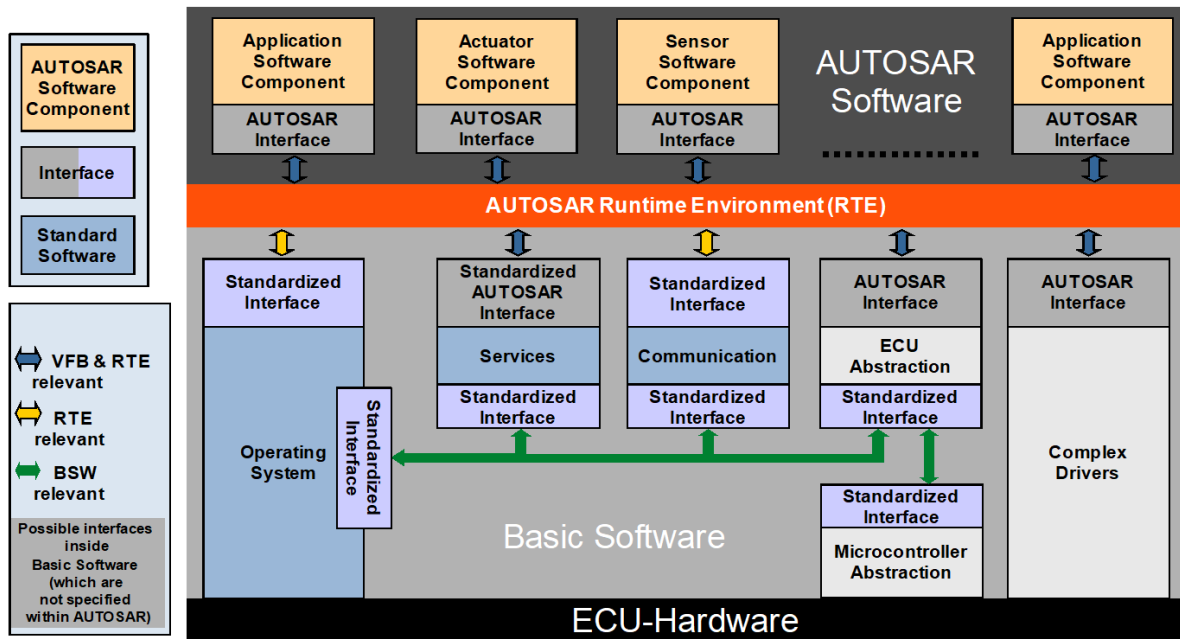 AUTOSAR
Software
Component
Interface
Standard
Software
VFB & RTE
relevant
RTE
relevant
BSW
relevant
Possible interfaces
inside
Basic Software
(which are
not specified
within AUTOSAR)
Application
Software
Component
AUTOSAR
Interface
Actuator
Software
Component
AUTOSAR
Interface
Sensor
Software
Component
AUTOSAR
Interface
AUTOSAR
Software
..............
Application
Software
Component
AUTOSAR
Interface
AUTOSAR Runtime Environment (RTE)
Standardized
Interface
Operating
System
Standardized
Interface
Standardized
AUTOSAR
Interface
Services
Standardized
Interface
Standardized
Interface
Communication
Standardized
Interface
AUTOSAR
Interface
ECU
Abstraction
Standardized
Interface
Standardized
Interface
Microcontroller
Abstraction
AUTOSAR
Interface
Complex
Drivers
Basic Software
ECU-Hardware